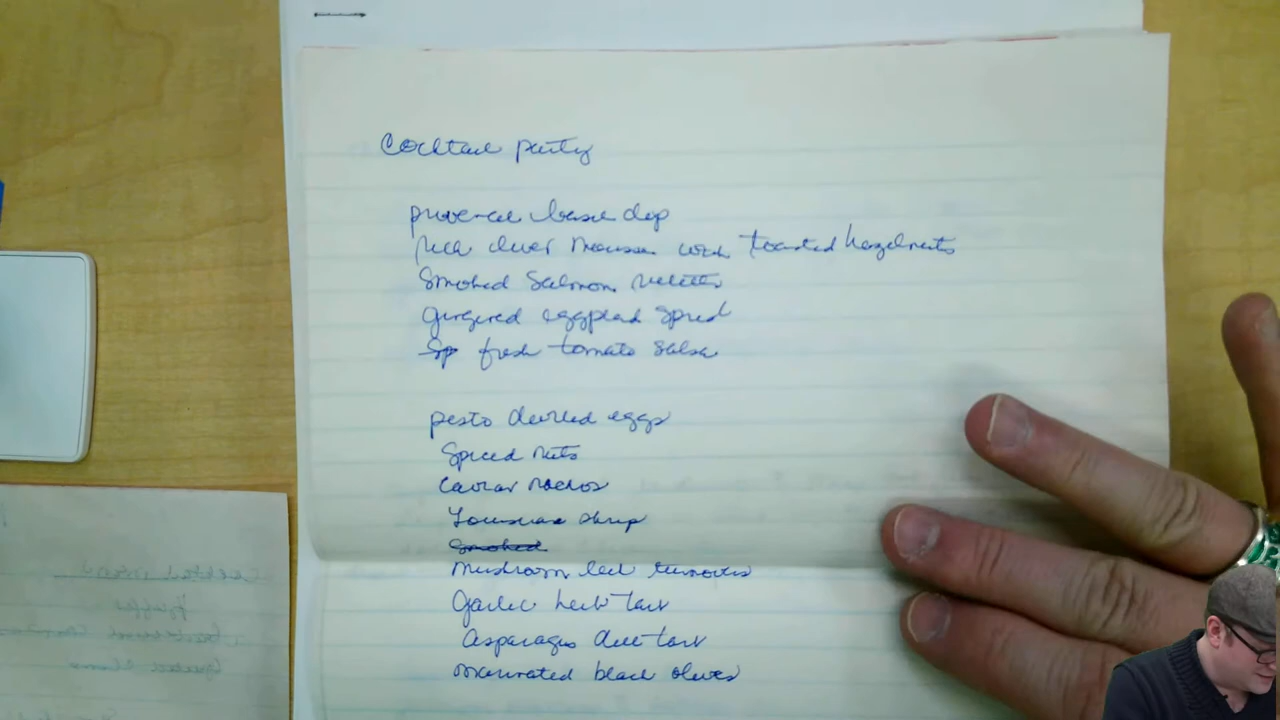 Cocktail party
provence basil dip
liver mousse with toasted hazelnuts
Smoked Salmon rillettes
gingered eggplant spread
Sp fresh tomato salsa
pesto deviled eggs
Spiced nuts
Caviar nachos
Louisiana shrimp
Smoked
mushroom leek turnovers
Garlic herb tart
asparagus dill tart
marinated black olives